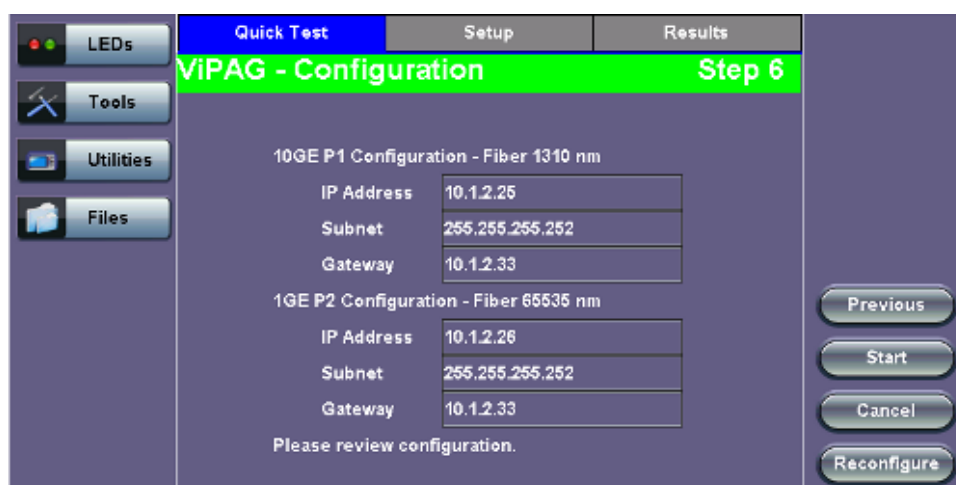 LEDs
Tools
Utilities
Files
Quick Test Setup Results
ViPAG - Configuration Step 6
10GE P1 Configuration - Fiber 1310 nm
IP Address 10.1.2.25
Subnet 255.255.255.252
Gateway 10.1.2.33
1GE P2 Configuration - Fiber 65535 nm
IP Address 10.1.2.26
Subnet 255.255.255.252
Gateway 10.1.2.33
Please review configuration.
Previous
Start
Cancel
Reconfigure